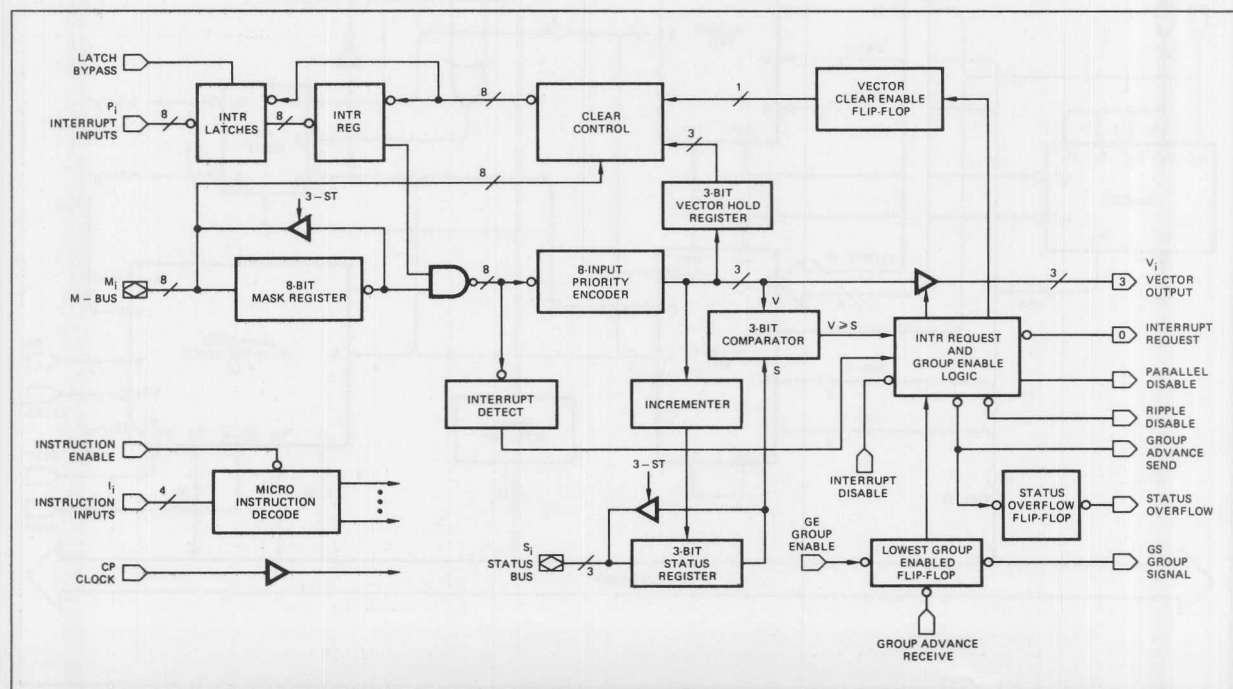 LATCH
BYPASS
Pi
INTERRUPT
INPUTS
8
INTR
LATCHES
8
INTR
REG
8
CLEAR
CONTROL
1
VECTOR
CLEAR ENABLE
FLIP-FLOP
8
3
3-BIT
VECTOR HOLD
REGISTER
3-ST
Mi
M-BUS
8
8-BIT
MASK REGISTER
8
8-INPUT
PRIORITY
ENCODER
3
3
3
Vi
VECTOR
OUTPUT
V
3-BIT
COMPARATOR
S
V≥S
INTR REQUEST
AND
GROUP ENABLE
LOGIC
0
INTERRUPT
REQUEST
PARALLEL
DISABLE
RIPPLE
DISABLE
GROUP
ADVANCE
SEND
INTERRUPT
DETECT
INCREMENTER
INTERRUPT
DISABLE
INSTRUCTION
ENABLE
Ii
INSTRUCTION
INPUTS
4
MICRO
INSTRUCTION
DECODE
STATUS
OVERFLOW
FLIP-FLOP
STATUS
OVERFLOW
3-ST
Si
STATUS
BUS
3
3-BIT
STATUS
REGISTER
GE
GROUP
ENABLE
LOWEST GROUP
ENABLED
FLIP-FLOP
GS
GROUP
SIGNAL
CP
CLOCK
GROUP ADVANCE
RECEIVE